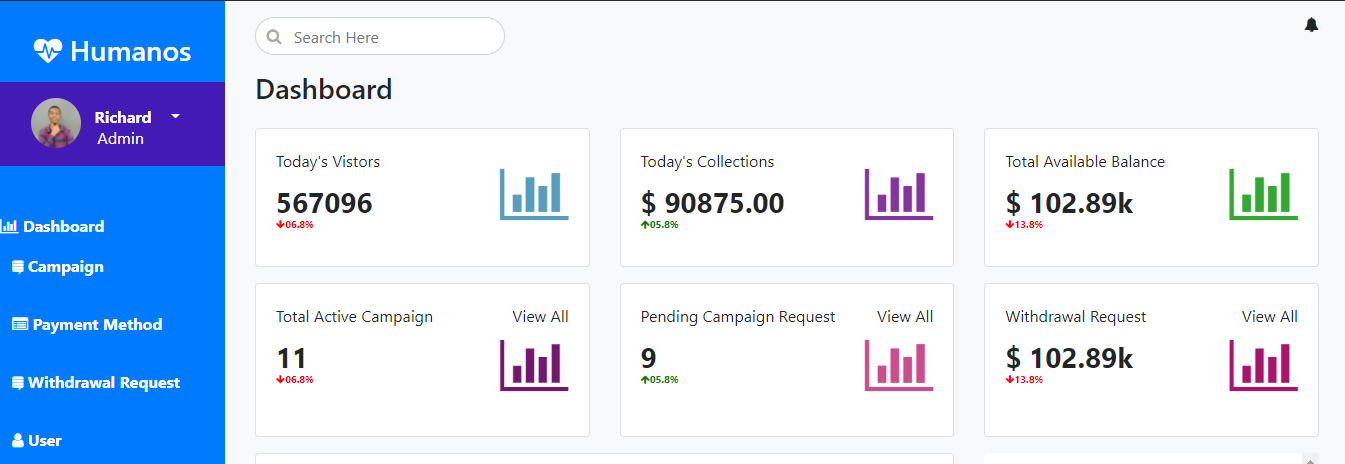 Humanos
Richard
Admin
Dashboard
Campaign
Payment Method
Withdrawal Request
User
Search Here
Dashboard
Today's Vistors
567096
06.8%
Today's Collections
$ 90875.00
05.8%
Total Available Balance
$ 102.89k
13.8%
Total Active Campaign View All
11
06.8%
Pending Campaign Request View All
9
05.8%
Withdrawal Request View All
$ 102.89k
13.8%